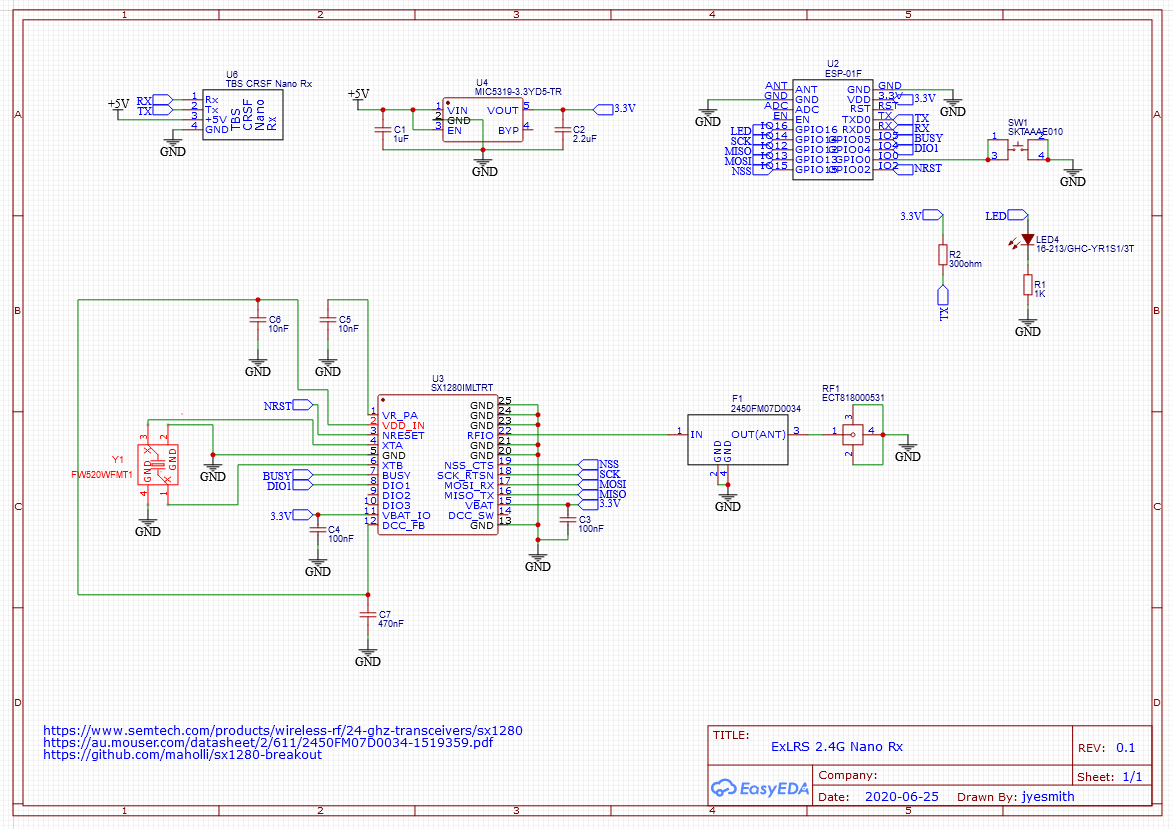 1 2 3 4 5
A
U6
TBS CRSF Nano Rx
+5V
RX
TX
1
2
3
4
Rx
Tx
+5V
GND
TBS
CRSF
Nano
Rx
GND
+5V
U4
MIC5319-3.3YD5-TR
C1
1uF
1
2
3
VIN
GND
EN
VOUT
BYP
5
4
C2
2.2uF
3.3V
GND
U2
ESP-01F
GND
ANT
GND
ADC
EN
IO16
IO14
IO12
IO13
IO15
LED
SCK
MISO
MOSI
NSS
ANT
GND
ADC
EN
GPIO16
GPIO14
GPIO12
GPIO13
GPIO15
GND
VDD
RST
TXD0
RXD0
GPIO05
GPIO04
GPIO0
GPIO02
GND
3.3V
RST
TX
RX
IO5
IO4
IO0
IO2
3.3V
TX
RX
BUSY
DIO1
NRST
GND
SW1
SKTAAAE010
1
2
3
4
GND
A
3.3V
R2
300ohm
TX
LED
LED4
16-213/GHC-YR1S1/3T
R1
1K
GND
B
C6
10nF
GND
C5
10nF
GND
B
U3
SX1280IMLTRT
NRST
1
2
3
4
5
6
7
8
9
10
11
12
VR_PA
VDD_IN
NRESET
XTA
GND
XTB
BUSY
DIO1
DIO2
DIO3
VBAT_IO
DCC_FB
GND
GND
GND
RFIO
GND
GND
NSS_CTS
SCK_RTSN
MOSI_RX
MISO_TX
VBAT
DCC_SW
GND
25
24
23
22
21
20
19
18
17
16
15
14
13
NSS
SCK
MOSI
MISO
3.3V
C3
100nF
GND
Y1
FW520WFMT1
3
2
4
1
X
GND
GND
X
GND
GND
BUSY
DIO1
3.3V
C4
100nF
GND
F1
2450FM07D0034
1
IN
OUT(ANT)
3
GND
GND
2
4
GND
RF1
ECT818000531
3
1
4
2
GND
C
C
C7
470nF
GND
D
D
https://www.semtech.com/products/wireless-rf/24-ghz-transceivers/sx1280
https://au.mouser.com/datasheet/2/611/2450FM07D0034-1519359.pdf
https://github.com/maholli/sx1280-breakout
TITLE:
ExLRS 2.4G Nano Rx
REV: 0.1
EasyEDA
Company:
Sheet: 1/1
Date: 2020-06-25 Drawn By: jyesmith
1 2 3 4 5